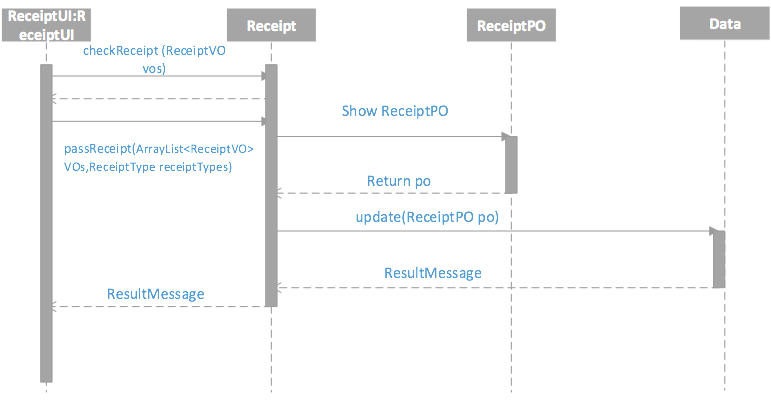 ReceiptUI:R
eceiptUI
Receipt
ReceiptPO
Data
checkReceipt (ReceiptVO
vos)
Show ReceiptPO
passReceipt(ArrayList<ReceiptVO>
VOs,ReceiptType receiptTypes)
Return po
update(ReceiptPO po)
ResultMessage
ResultMessage